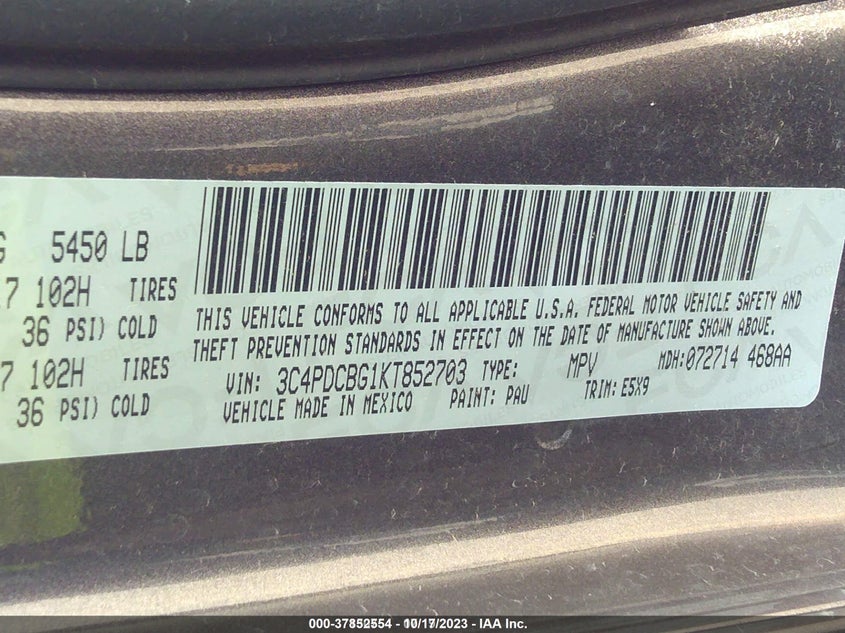 G 5450 LB
7 102H TIRES
36 PSI) COLD
7 102H TIRES
36 PSI) COLD
THIS VEHICLE CONFORMS TO ALL APPLICABLE U.S.A. FEDERAL MOTOR VEHICLE SAFETY AND
THEFT PREVENTION STANDARDS IN EFFECT ON THE DATE OF MANUFACTURE SHOWN ABOVE.
VIN: 3C4PDCBG1KT852703 TYPE: MPV MDH:072714 468AA
VEHICLE MADE IN MEXICO PAINT: PAU TRIM: E5X9
000-37852554 / 10/17/2023 - IAA Inc.